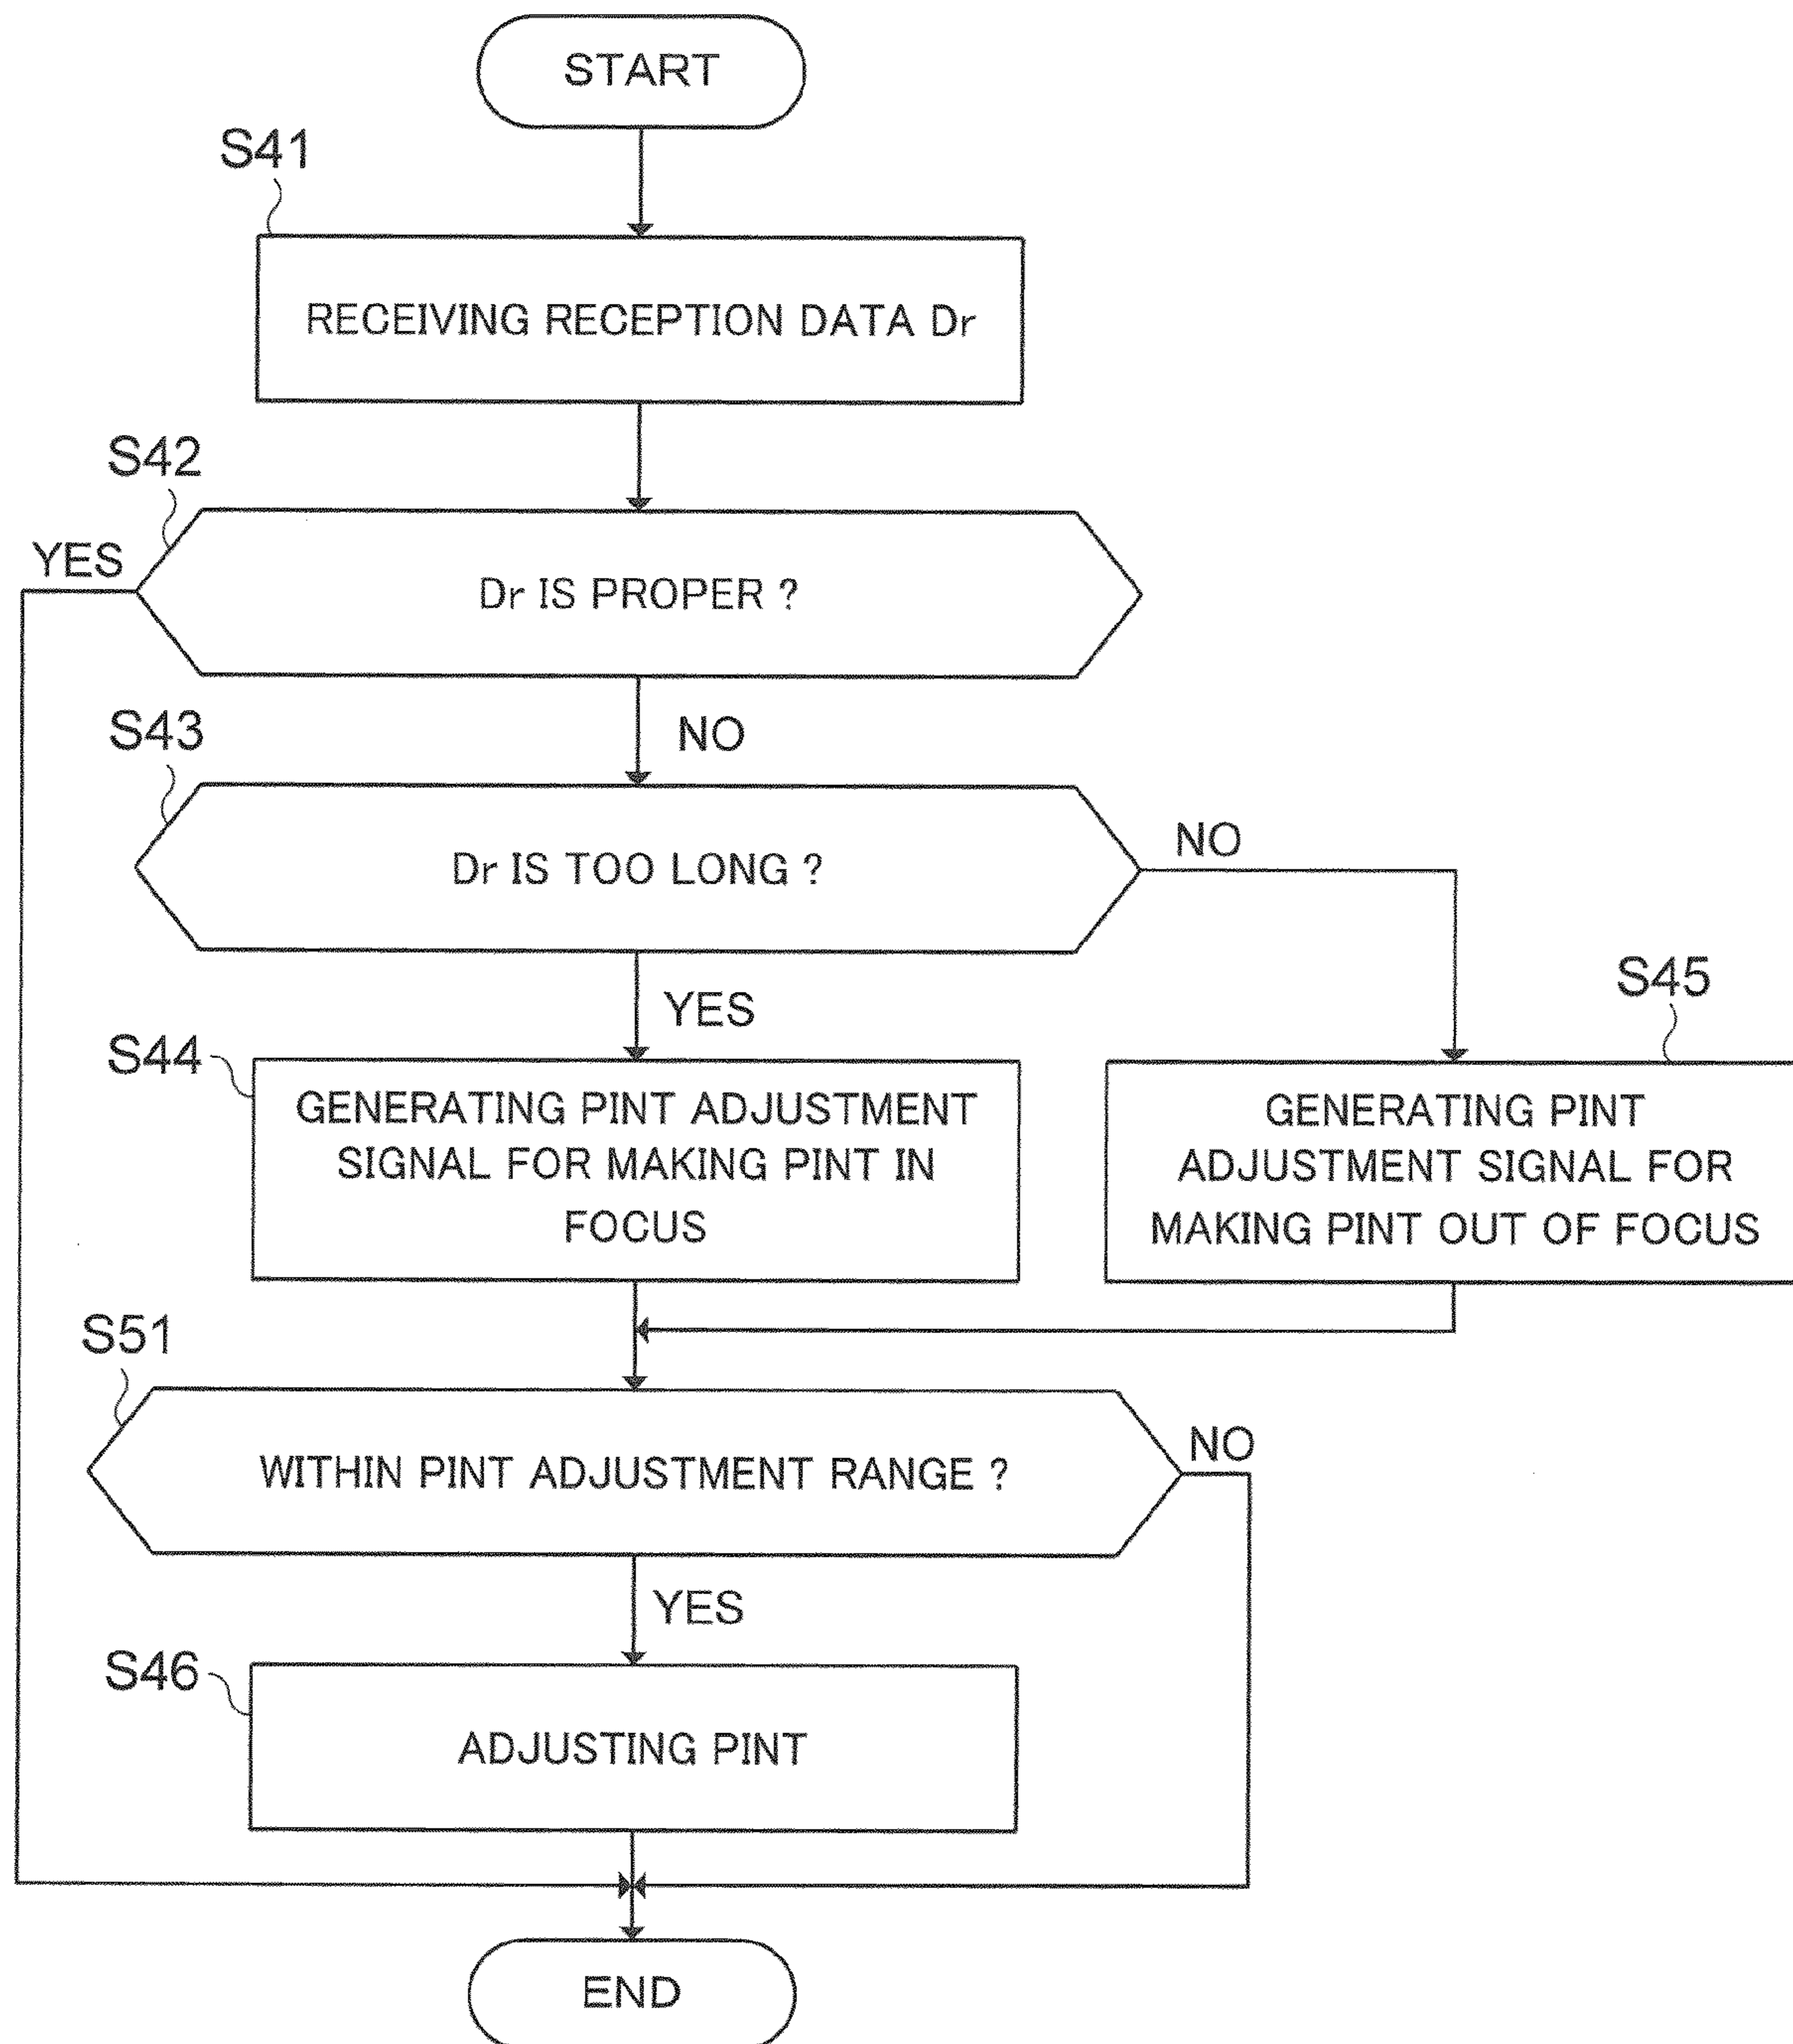 START
S41
RECEIVING RECEPTION DATA Dr
S42
YES
Dr IS PROPER ?
NO
S43
Dr IS TOO LONG ?
NO
YES
S44
GENERATING PINT ADJUSTMENT
SIGNAL FOR MAKING PINT IN
FOCUS
S45
GENERATING PINT
ADJUSTMENT SIGNAL FOR
MAKING PINT OUT OF FOCUS
S51
WITHIN PINT ADJUSTMENT RANGE ?
NO
YES
S46
ADJUSTING PINT
END